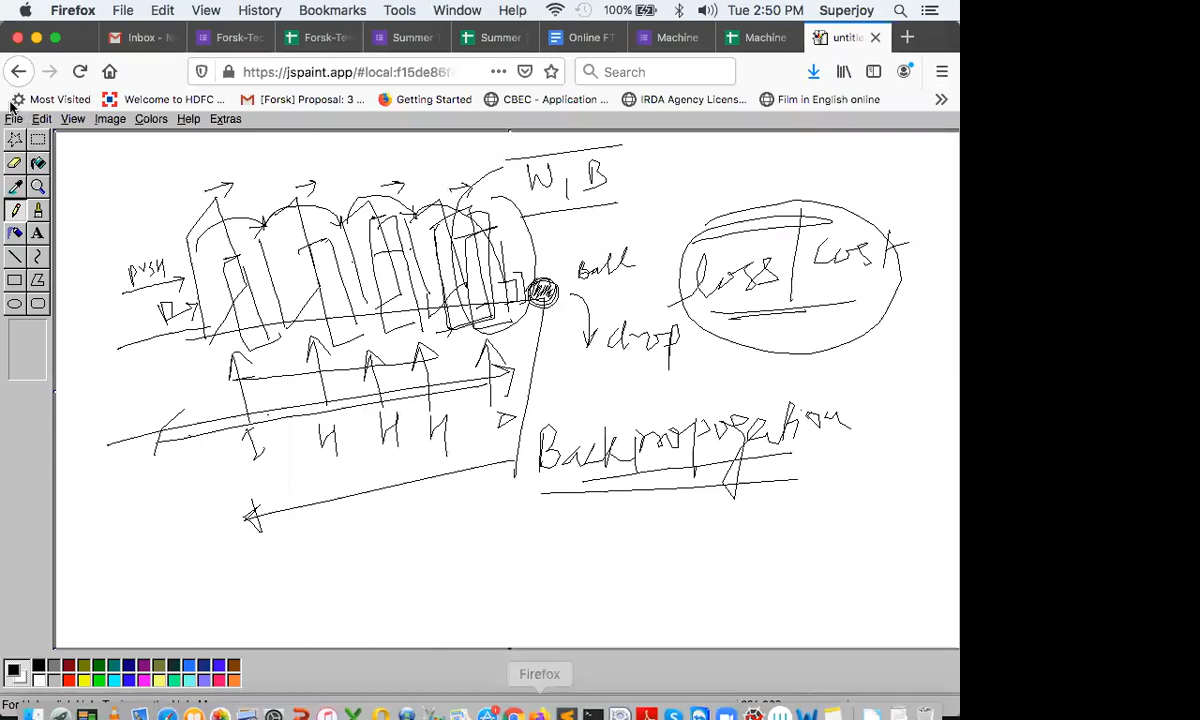 Firefox File Edit View History Bookmarks Tools Window Help 100% Tue 2:50 PM Superjoy
Inbox - Forsk-Tec Forsk-Te Summer T Summer Online FT Machine Machine untitle
https://jspaint.app/#local:f15de86f Search
Most Visited Welcome to HDFC ... [Forsk] Proposal: 3 ... Getting Started CBEC - Application ... IRDA Agency Licens... Film in English online
File Edit View Image Colors Help Extras
W, B
push
Ball
loss | cost
drop
I H H H
Backpropogation
Firefox